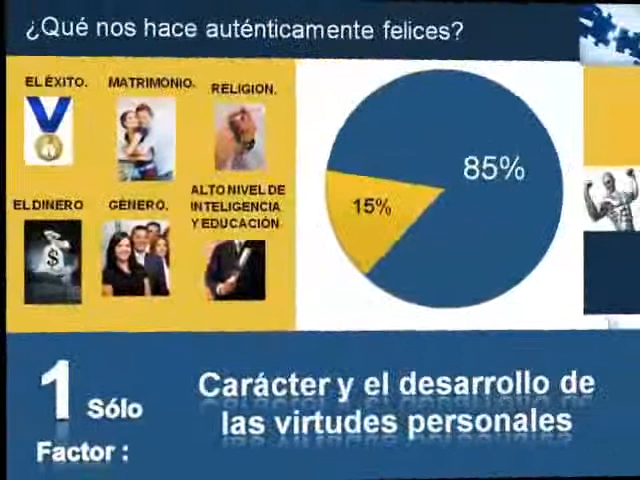 ¿Qué nos hace auténticamente felices?
EL ÉXITO.
MATRIMONIO.
RELIGION.
EL DINERO
GÉNERO.
ALTO NIVEL DE
INTELIGENCIA
Y EDUCACIÓN
85%
15%
$
1 Sólo
Factor :
Carácter y el desarrollo de
las virtudes personales